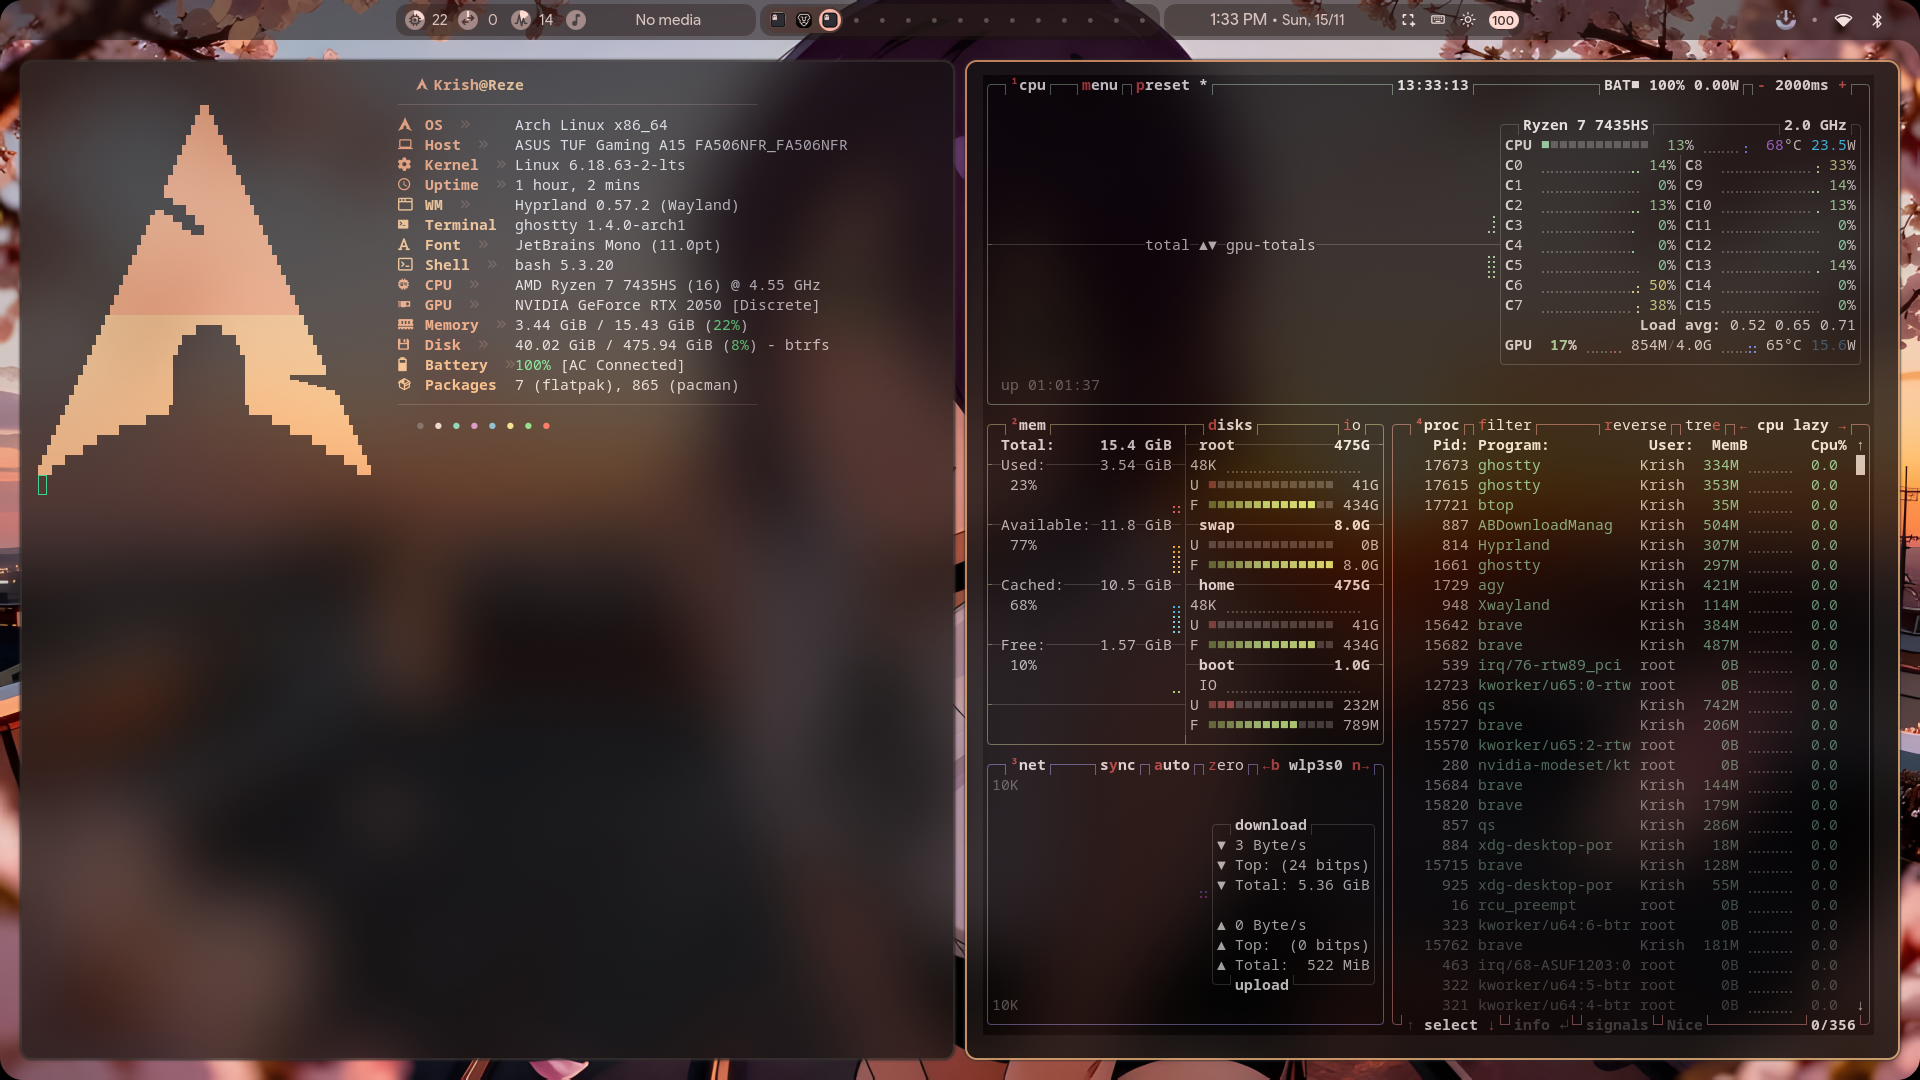 22 0 14 No media 1:33 PM • Sun, 15/11 100
Krish@Reze
OS » Arch Linux x86_64
Host » ASUS TUF Gaming A15 FA506NFR_FA506NFR
Kernel » Linux 6.18.63-2-lts
Uptime » 1 hour, 2 mins
WM » Hyprland 0.57.2 (Wayland)
Terminal ghostty 1.4.0-arch1
Font » JetBrains Mono (11.0pt)
Shell » bash 5.3.20
CPU » AMD Ryzen 7 7435HS (16) @ 4.55 GHz
GPU » NVIDIA GeForce RTX 2050 [Discrete]
Memory » 3.44 GiB / 15.43 GiB (22%)
Disk » 40.02 GiB / 475.94 GiB (8%) - btrfs
Battery »100% [AC Connected]
Packages 7 (flatpak), 865 (pacman)
¹cpu menu preset * 13:33:13 BAT■ 100% 0.00W - 2000ms +
Ryzen 7 7435HS 2.0 GHz
CPU 13% 68°C 23.5W
C0 14% C8 33%
C1 0% C9 14%
C2 13% C10 13%
C3 0% C11 0%
C4 0% C12 0%
C5 0% C13 14%
C6 50% C14 0%
C7 38% C15 0%
Load avg: 0.52 0.65 0.71
GPU 17% 854M/4.0G 65°C 15.6W
total ▲▼ gpu-totals
up 01:01:37
²mem
Total: 15.4 GiB
Used: 3.54 GiB
23%
Available: 11.8 GiB
77%
Cached: 10.5 GiB
68%
Free: 1.57 GiB
10%
disks io
root 475G
48K
U 41G
F 434G
swap 8.0G
U 0B
F 8.0G
home 475G
48K
U 41G
F 434G
boot 1.0G
IO
U 232M
F 789M
³net sync auto zero ←b wlp3s0 n→
10K
download
▼ 3 Byte/s
▼ Top: (24 bitps)
▼ Total: 5.36 GiB
▲ 0 Byte/s
▲ Top: (0 bitps)
▲ Total: 522 MiB
upload
10K
⁴proc filter reverse tree ← cpu lazy →
Pid: Program: User: MemB Cpu% ↑
17673 ghostty Krish 334M 0.0
17615 ghostty Krish 353M 0.0
17721 btop Krish 35M 0.0
887 ABDownloadManag Krish 504M 0.0
814 Hyprland Krish 307M 0.0
1661 ghostty Krish 297M 0.0
1729 agy Krish 421M 0.0
948 Xwayland Krish 114M 0.0
15642 brave Krish 384M 0.0
15682 brave Krish 487M 0.0
539 irq/76-rtw89_pci root 0B 0.0
12723 kworker/u65:0-rtw root 0B 0.0
856 qs Krish 742M 0.0
15727 brave Krish 206M 0.0
15570 kworker/u65:2-rtw root 0B 0.0
280 nvidia-modeset/kt root 0B 0.0
15684 brave Krish 144M 0.0
15820 brave Krish 179M 0.0
857 qs Krish 286M 0.0
884 xdg-desktop-por Krish 18M 0.0
15715 brave Krish 128M 0.0
925 xdg-desktop-por Krish 55M 0.0
16 rcu_preempt root 0B 0.0
323 kworker/u64:6-btr root 0B 0.0
15762 brave Krish 181M 0.0
463 irq/68-ASUF1203:0 root 0B 0.0
322 kworker/u64:5-btr root 0B 0.0
321 kworker/u64:4-btr root 0B 0.0 ↓
↑ select ↓ info ↵ signals Nice 0/356